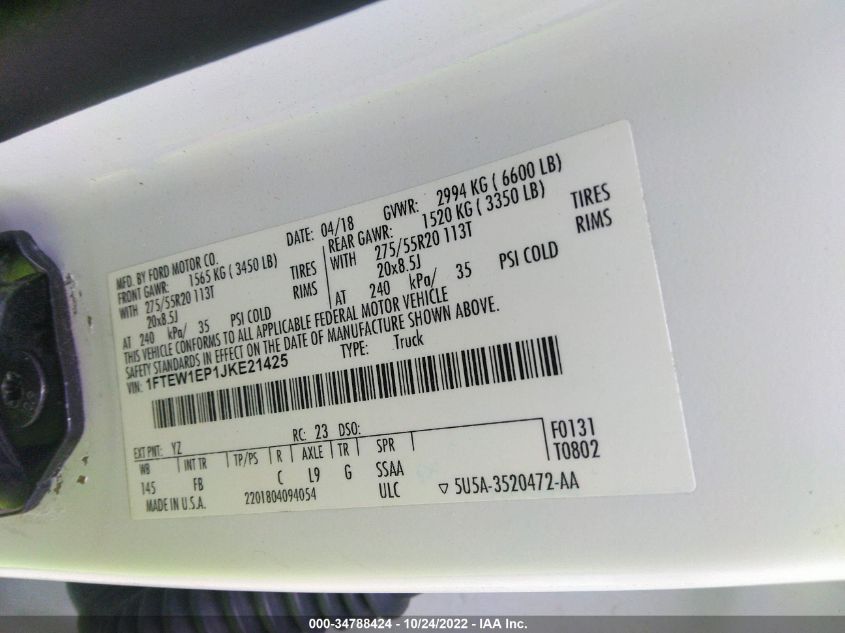 MFD. BY FORD MOTOR CO.
DATE: 04/18 GVWR: 2994 KG ( 6600 LB)
FRONT GAWR: 1565 KG ( 3450 LB) REAR GAWR: 1520 KG ( 3350 LB)
WITH 275/55R20 113T TIRES WITH 275/55R20 113T TIRES
20x8.5J RIMS 20x8.5J RIMS
AT 240 kPa/ 35 PSI COLD AT 240 kPa/ 35 PSI COLD
THIS VEHICLE CONFORMS TO ALL APPLICABLE FEDERAL MOTOR VEHICLE
SAFETY STANDARDS IN EFFECT ON THE DATE OF MANUFACTURE SHOWN ABOVE.
VIN: 1FTEW1EP1JKE21425 TYPE: Truck
EXT PNT: YZ RC: 23 DSO: F0131
WB INT TR TP/PS R AXLE TR SPR T0802
145 FB C L9 G SSAA
MADE IN U.S.A. 2201804094054 ULC ▽ 5U5A-3520472-AA
000-34788424 - 10/24/2022 - IAA Inc.